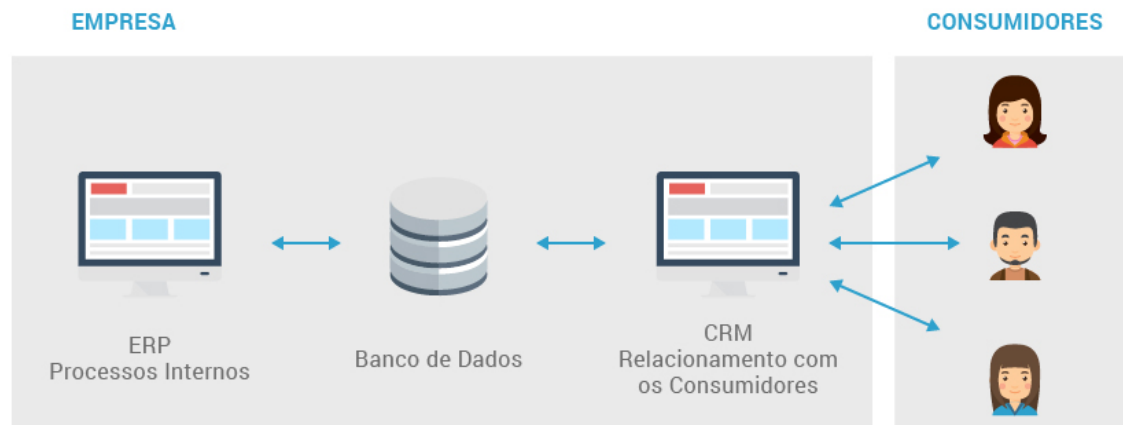 EMPRESA
CONSUMIDORES
ERP
Processos Internos
Banco de Dados
CRM
Relacionamento com
os Consumidores